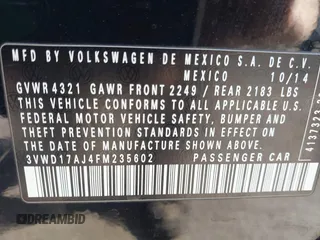 MFD BY VOLKSWAGEN DE MEXICO S.A. DE C.V.
MEXICO 10/14
GVWR4321 GAWR FRONT 2249 / REAR 2183 LBS
THIS VEHICLE CONFORMS TO ALL APPLICABLE U.S.
FEDERAL MOTOR VEHICLE SAFETY, BUMPER AND
THEFT PREVENTION STANDARDS IN EFFECT ON THE
DATE OF MANUFACTURE SHOWN ABOVE.
3VWD17AJ4FM235602 PASSENGER CAR
4137323
DREAMBID